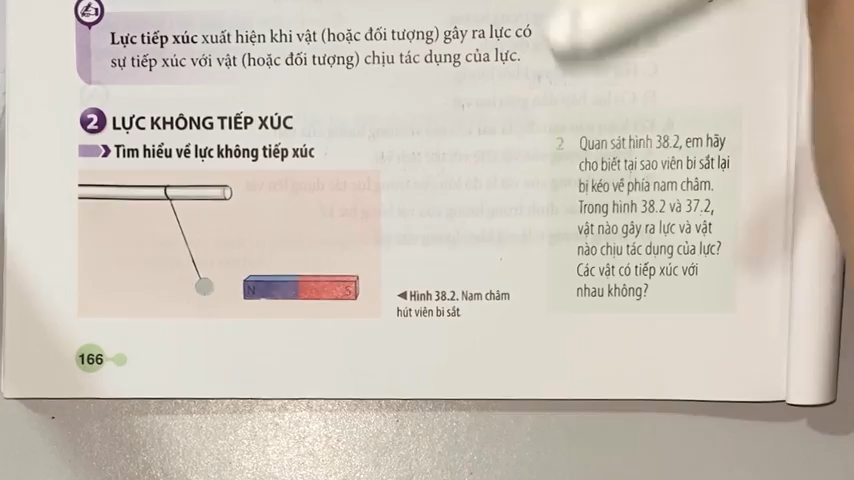 Lực tiếp xúc xuất hiện khi vật (hoặc đối tượng) gây ra lực có
sự tiếp xúc với vật (hoặc đối tượng) chịu tác dụng của lực.
2 LỰC KHÔNG TIẾP XÚC
Tìm hiểu về lực không tiếp xúc
N S
◄ Hình 38.2. Nam châm
hút viên bi sắt
2 Quan sát hình 38.2, em hãy
cho biết tại sao viên bi sắt lại
bị kéo về phía nam châm.
Trong hình 38.2 và 37.2,
vật nào gây ra lực và vật
nào chịu tác dụng của lực?
Các vật có tiếp xúc với
nhau không?
166